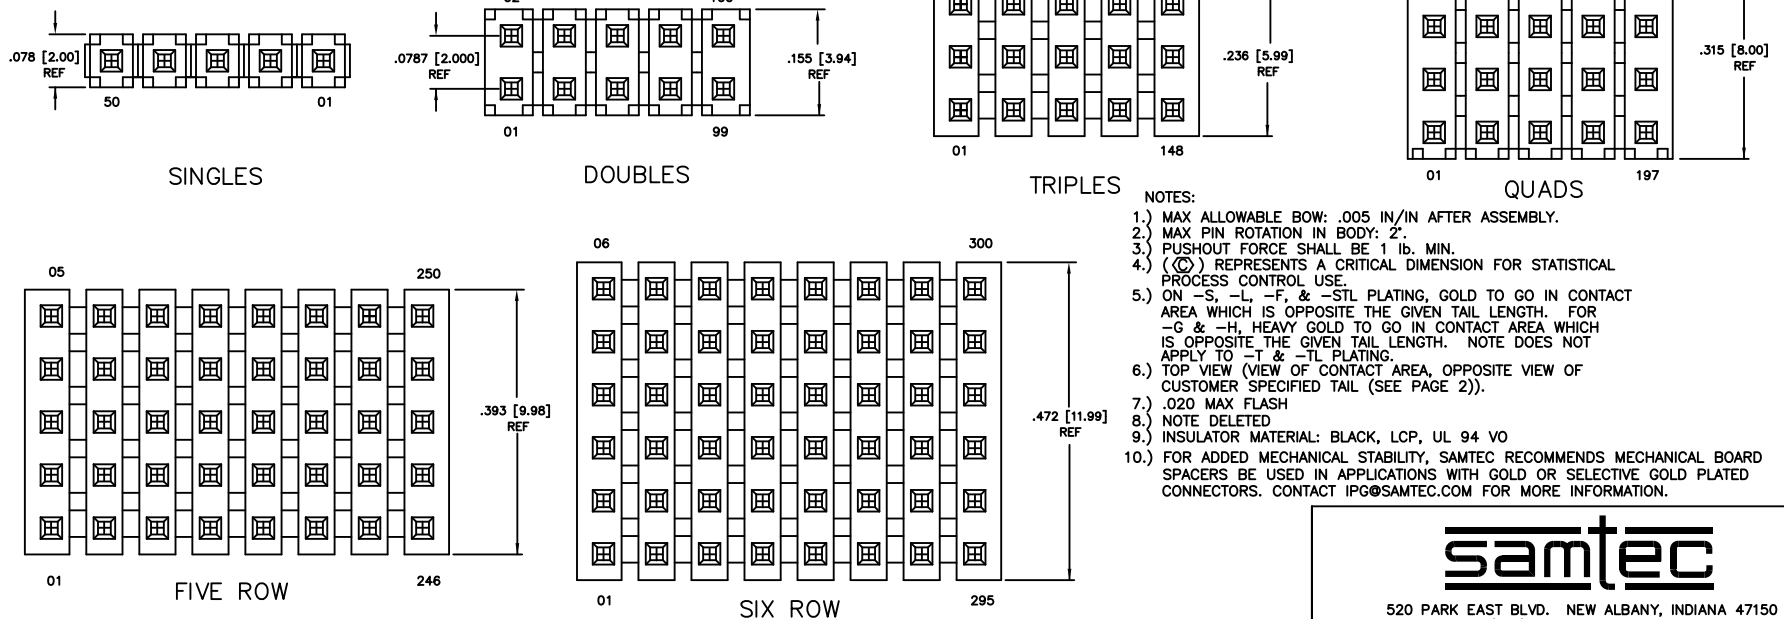 .078 [2.00]
REF
50
01
SINGLES
.0787 [2.000]
REF
.155 [3.94]
REF
01
99
DOUBLES
.236 [5.99]
REF
01
148
TRIPLES
.315 [8.00]
REF
01
197
QUADS
05
250
.393 [9.98]
REF
01
246
FIVE ROW
06
300
.472 [11.99]
REF
01
295
SIX ROW
NOTES:
1.) MAX ALLOWABLE BOW: .005 IN/IN AFTER ASSEMBLY.
2.) MAX PIN ROTATION IN BODY: 2°.
3.) PUSHOUT FORCE SHALL BE 1 lb. MIN.
4.) (C) REPRESENTS A CRITICAL DIMENSION FOR STATISTICAL
PROCESS CONTROL USE.
5.) ON -S, -L, -F, & -STL PLATING, GOLD TO GO IN CONTACT
AREA WHICH IS OPPOSITE THE GIVEN TAIL LENGTH. FOR
-G & -H, HEAVY GOLD TO GO IN CONTACT AREA WHICH
IS OPPOSITE THE GIVEN TAIL LENGTH. NOTE DOES NOT
APPLY TO -T & -TL PLATING.
6.) TOP VIEW (VIEW OF CONTACT AREA, OPPOSITE VIEW OF
CUSTOMER SPECIFIED TAIL (SEE PAGE 2)).
7.) .020 MAX FLASH
8.) NOTE DELETED
9.) INSULATOR MATERIAL: BLACK, LCP, UL 94 VO
10.) FOR ADDED MECHANICAL STABILITY, SAMTEC RECOMMENDS MECHANICAL BOARD
SPACERS BE USED IN APPLICATIONS WITH GOLD OR SELECTIVE GOLD PLATED
CONNECTORS. CONTACT IPG@SAMTEC.COM FOR MORE INFORMATION.
samtec
520 PARK EAST BLVD. NEW ALBANY, INDIANA 47150